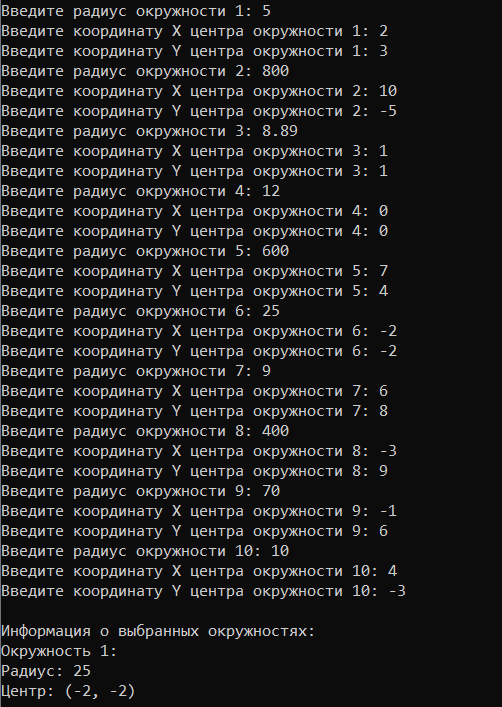 Введите радиус окружности 1: 5
Введите координату X центра окружности 1: 2
Введите координату Y центра окружности 1: 3
Введите радиус окружности 2: 800
Введите координату X центра окружности 2: 10
Введите координату Y центра окружности 2: -5
Введите радиус окружности 3: 8.89
Введите координату X центра окружности 3: 1
Введите координату Y центра окружности 3: 1
Введите радиус окружности 4: 12
Введите координату X центра окружности 4: 0
Введите координату Y центра окружности 4: 0
Введите радиус окружности 5: 600
Введите координату X центра окружности 5: 7
Введите координату Y центра окружности 5: 4
Введите радиус окружности 6: 25
Введите координату X центра окружности 6: -2
Введите координату Y центра окружности 6: -2
Введите радиус окружности 7: 9
Введите координату X центра окружности 7: 6
Введите координату Y центра окружности 7: 8
Введите радиус окружности 8: 400
Введите координату X центра окружности 8: -3
Введите координату Y центра окружности 8: 9
Введите радиус окружности 9: 70
Введите координату X центра окружности 9: -1
Введите координату Y центра окружности 9: 6
Введите радиус окружности 10: 10
Введите координату X центра окружности 10: 4
Введите координату Y центра окружности 10: -3

Информация о выбранных окружностях:
Окружность 1:
Радиус: 25
Центр: (-2, -2)